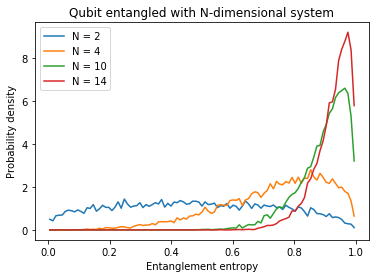 Qubit entangled with N-dimensional system
N = 2
N = 4
N = 10
N = 14
Probability density
8
6
4
2
0
0.0 0.2 0.4 0.6 0.8 1.0
Entanglement entropy